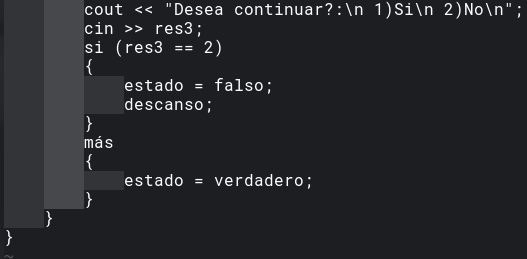 cout << "Desea continuar?:\n 1)Si\n 2)No\n";
cin >> res3;
si (res3 == 2)
{
estado = falso;
descanso;
}
más
{
estado = verdadero;
}
}
}
~